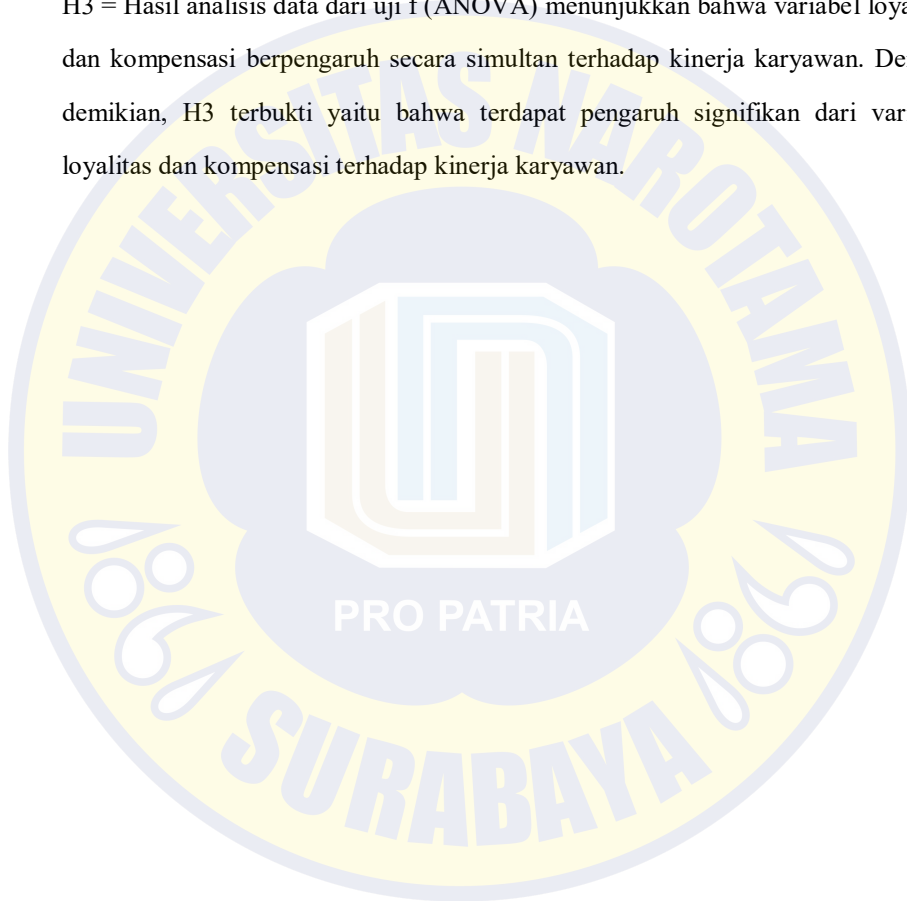 H3 = Hasil analisis data dari uji f (ANOVA) menunjukkan bahwa variabel
dan kompensasi berpengaruh secara simultan terhadap kinerja karyawan.
demikian, H3 terbukti yaitu bahwa terdapat pengaruh signifikan dari
loyalitas dan kompensasi terhadap kinerja karyawan.
UNIVERSITAS NAROTAMA
PRO PATRIA
SURABAYA